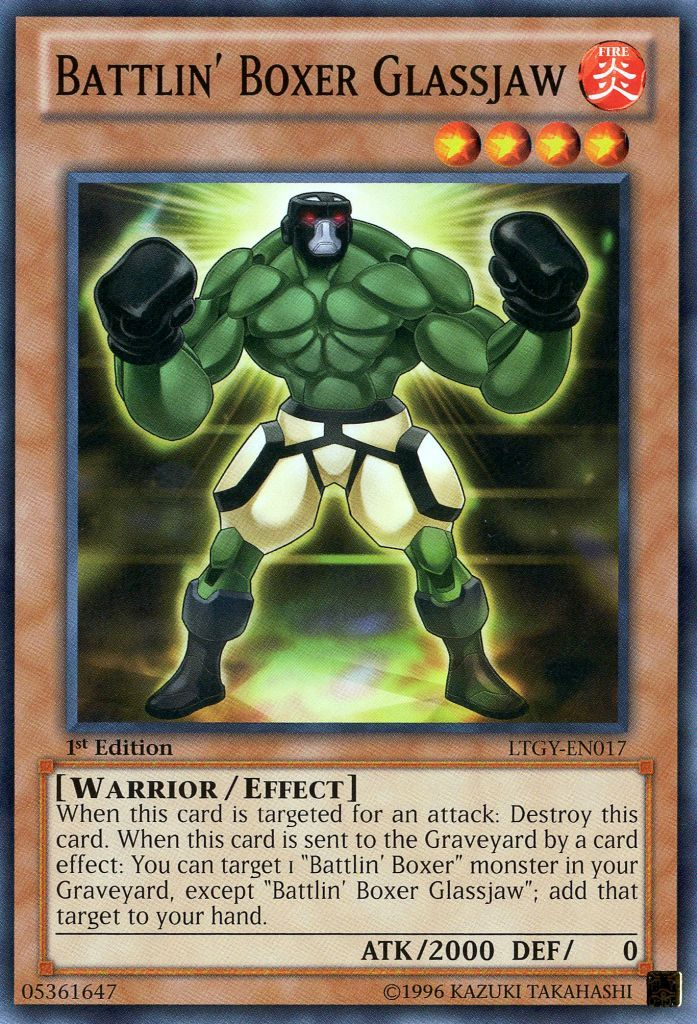 BATTLIN' BOXER GLASSJAW
FIRE
炎
1st Edition
LTGY-EN017
[WARRIOR/EFFECT]
When this card is targeted for an attack: Destroy this
card. When this card is sent to the Graveyard by a card
effect: You can target 1 "Battlin' Boxer" monster in your
Graveyard, except "Battlin' Boxer Glassjaw"; add that
target to your hand.
ATK/2000 DEF/ 0
05361647
©1996 KAZUKI TAKAHASHI